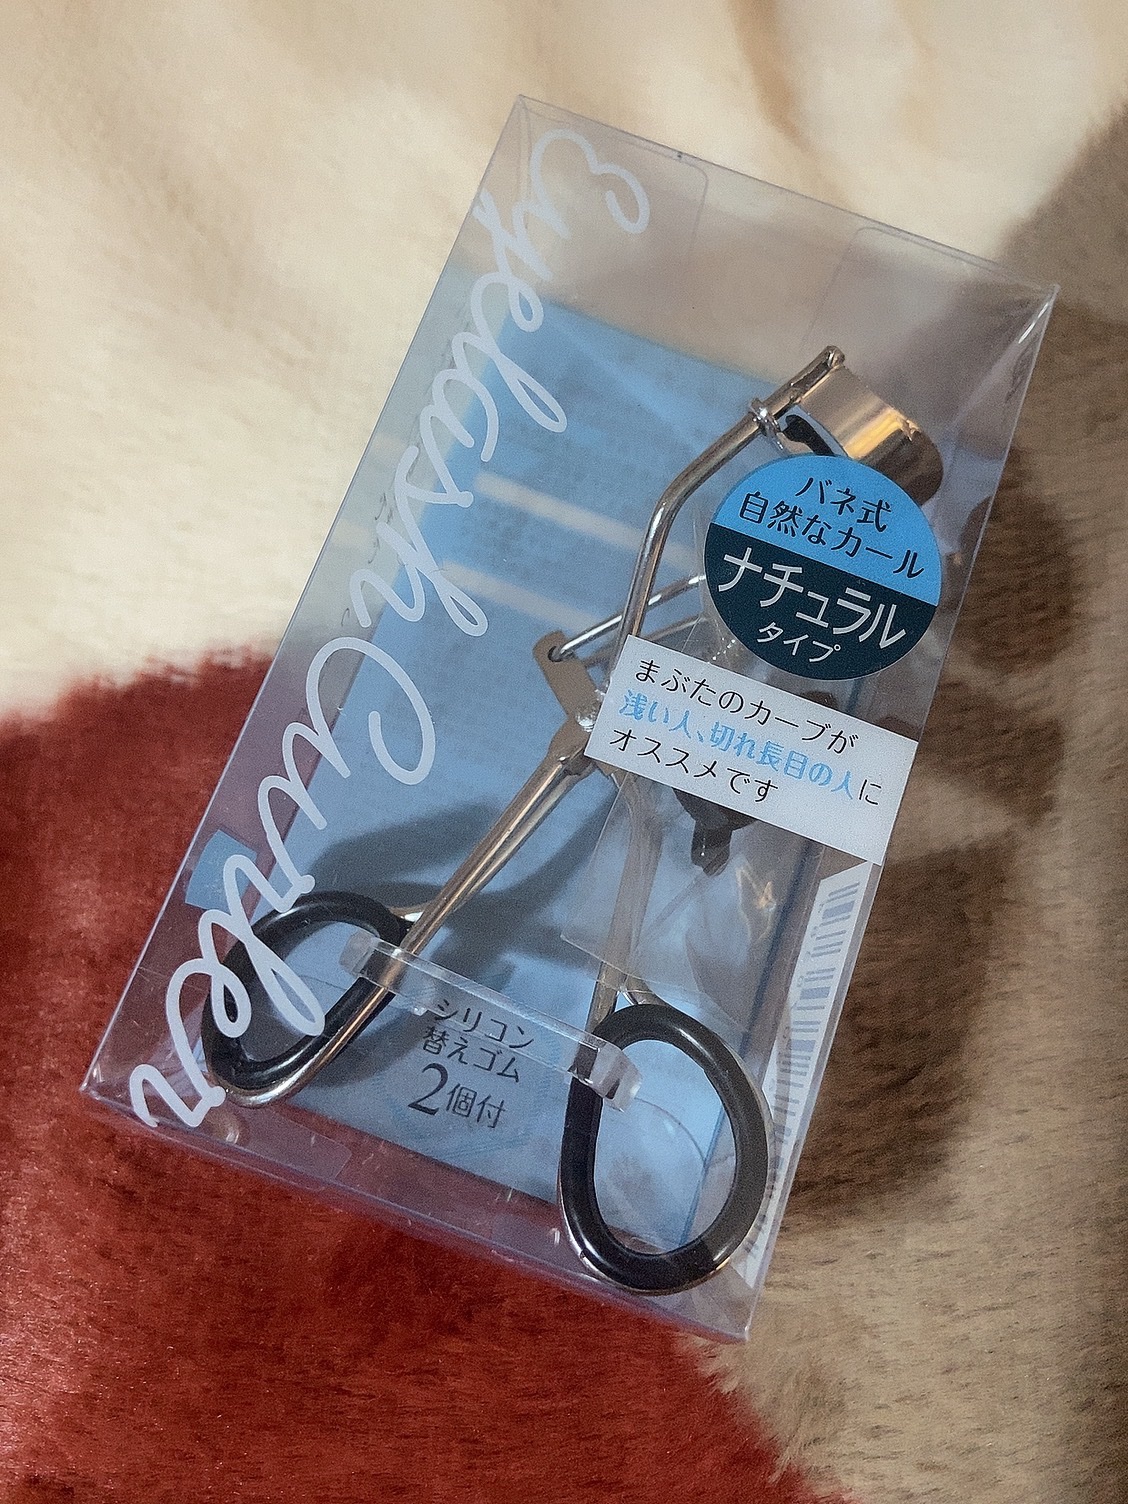 Eyelash Curler
バネ式
自然なカール
ナチュラル
タイプ
まぶたのカーブが
浅い人、切れ長目の人に
オススメです
シリコン
替えゴム
2個付